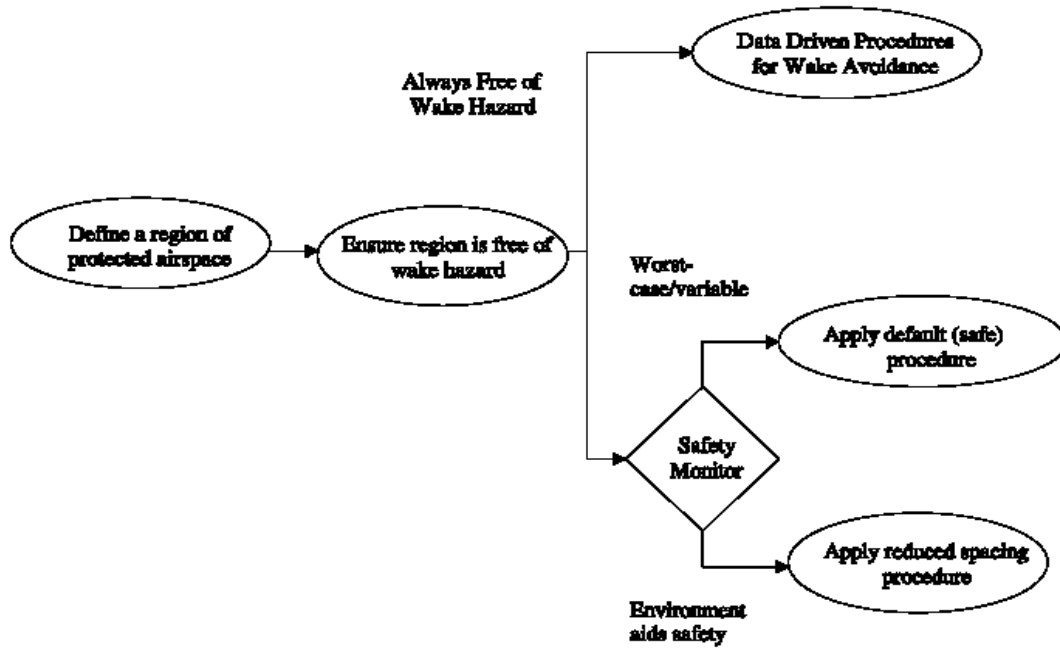 Data Driven Procedures
for Wake Avoidance
Always Free of
Wake Hazard
Define a region of
protected airspace
Ensure region is free of
wake hazard
Worst-
case/variable
Apply default (safe)
procedure
Safety
Monitor
Apply reduced spacing
procedure
Environment
aids safety